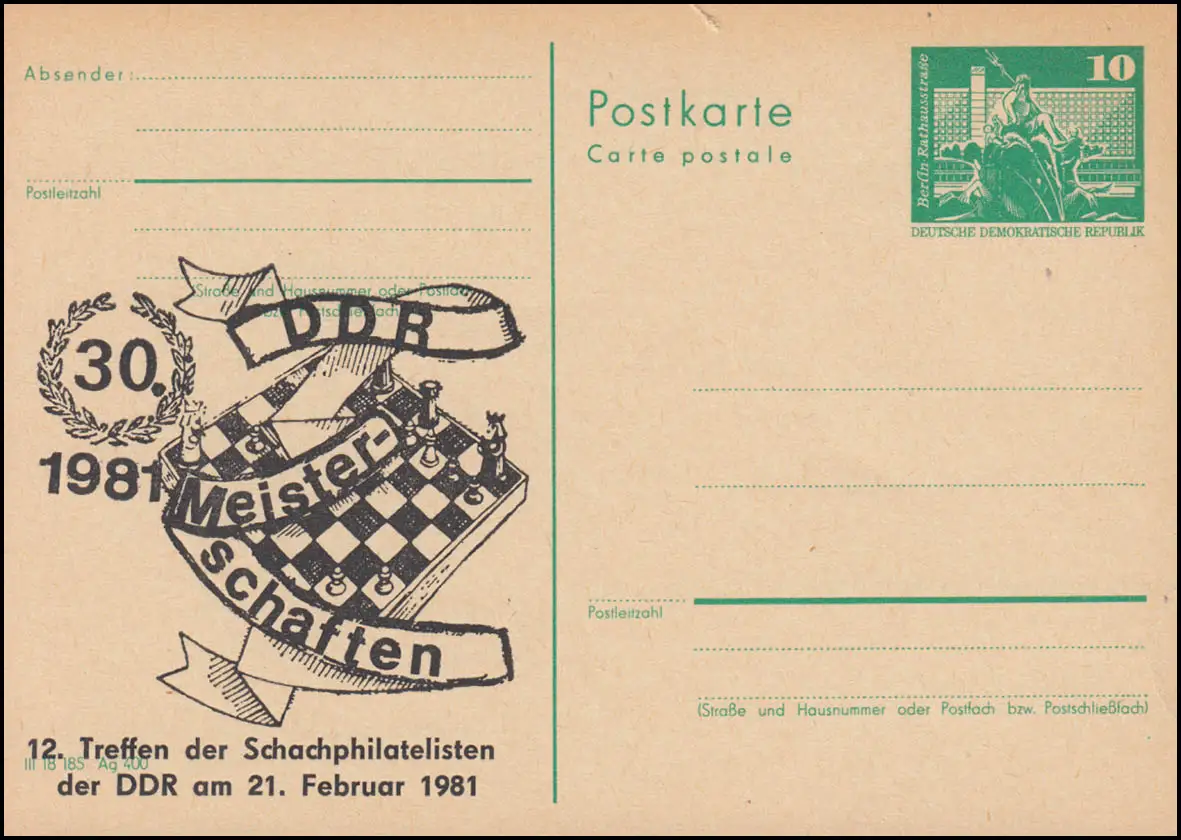 Absender:
Postleitzahl
(Straße und Hausnummer oder Postfach
bzw. Postschließfach)
30.
1981
DDR
Meister-
schaften
12. Treffen der Schachphilatelisten
der DDR am 21. Februar 1981
III 18 185 Ag 400
Postkarte
Carte postale
10
Berlin·Rathausstraße
DEUTSCHE DEMOKRATISCHE REPUBLIK
Postleitzahl
(Straße und Hausnummer oder Postfach bzw. Postschließfach)